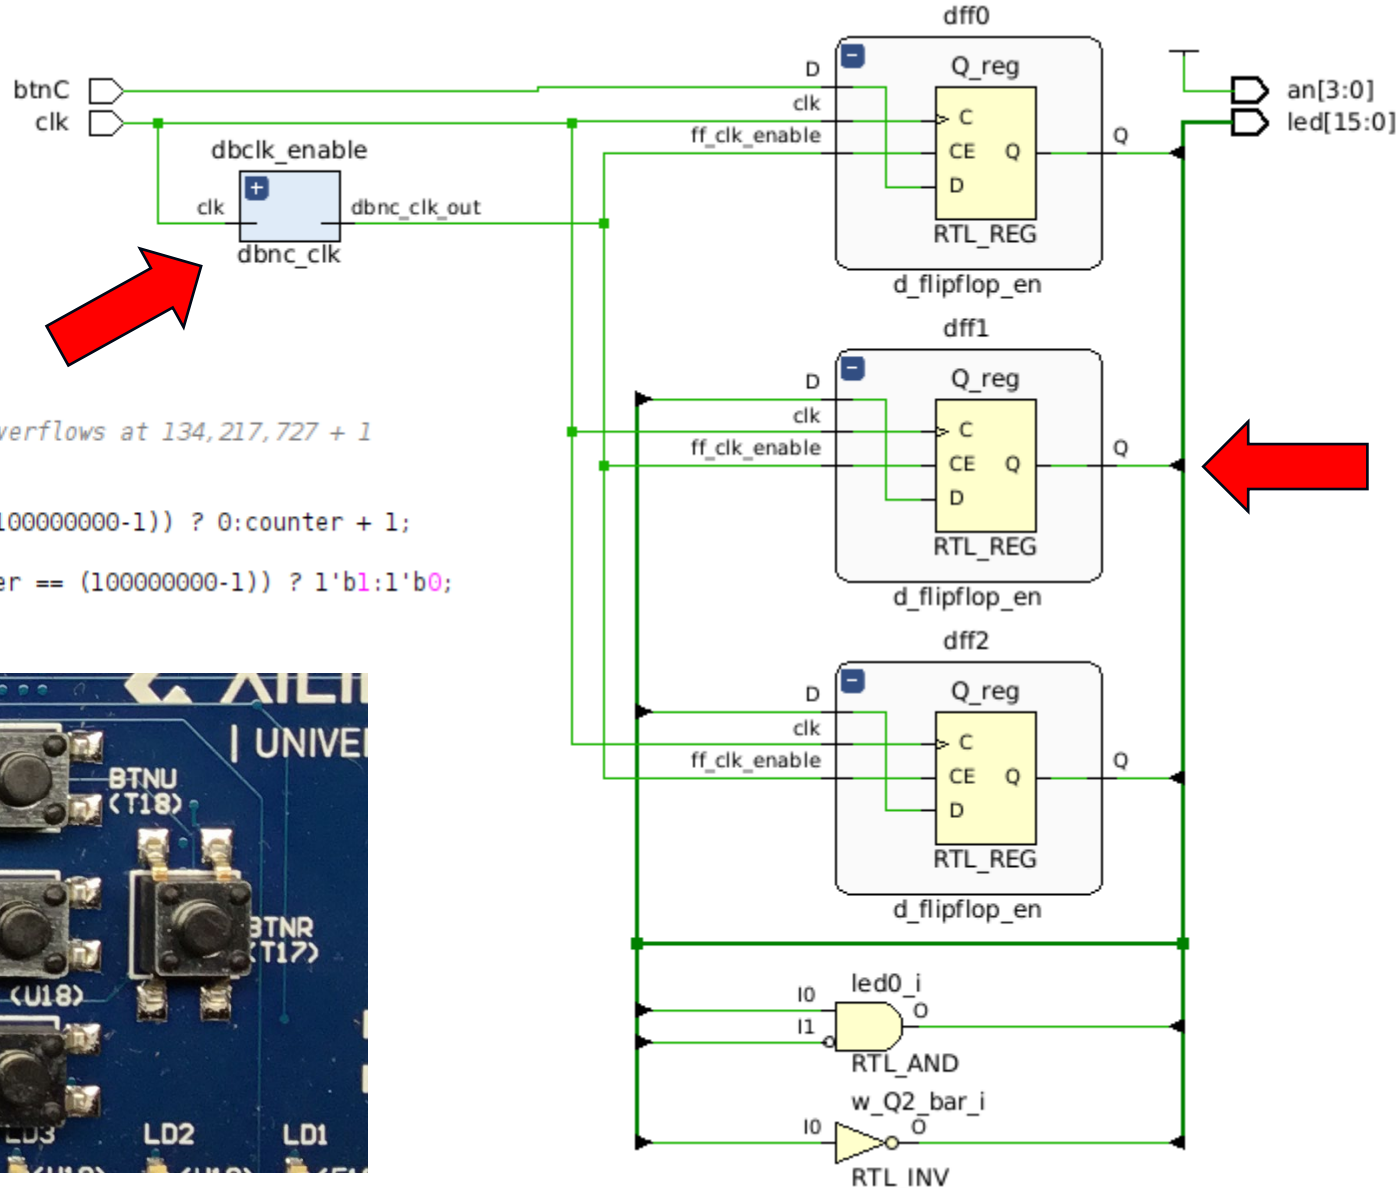 dff0
btnC
clk
D
clk
ff_clk_enable
Q_reg
C
CE
Q
D
RTL_REG
Q
d_flipflop_en
an[3:0]
led[15:0]
dbclk_enable
clk
dbnc_clk_out
dbnc_clk
dff1
D
clk
ff_clk_enable
Q_reg
C
CE
Q
D
RTL_REG
Q
d_flipflop_en
verflows at 134,217,727 + 1
100000000-1)) ? 0:counter + 1;
er == (100000000-1)) ? 1'b1:1'b0;
dff2
D
clk
ff_clk_enable
Q_reg
C
CE
Q
D
RTL_REG
Q
d_flipflop_en
| UNIVE
BTNU
(T18)
BTNR
(T17)
(U18)
LD3
LD2
LD1
led0_i
I0
I1
O
RTL_AND
w_Q2_bar_i
I0
O
RTL_INV